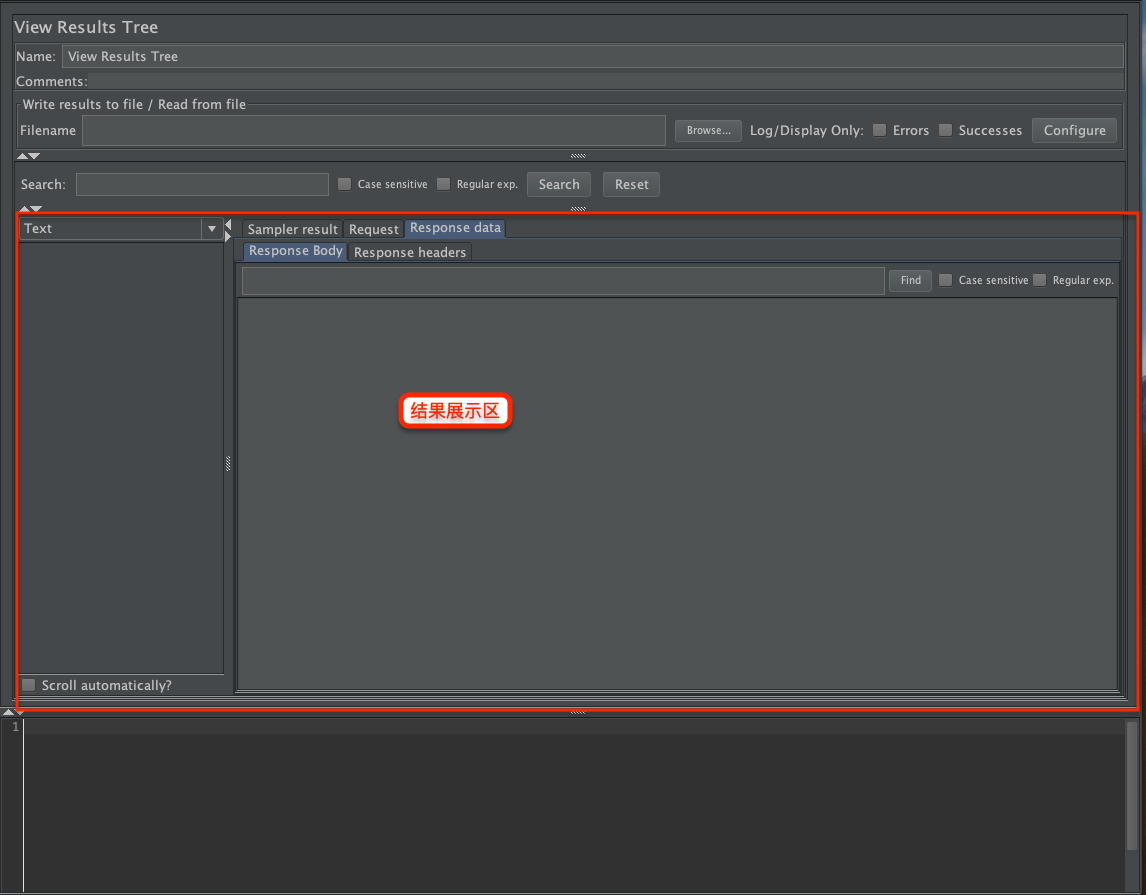 View Results Tree
Name: View Results Tree
Comments:
Write results to file / Read from file
Filename Browse... Log/Display Only: Errors Successes Configure
Search: Case sensitive Regular exp. Search Reset
Text Sampler result Request Response data
Response Body Response headers
Find Case sensitive Regular exp.
结果展示区
Scroll automatically?
1